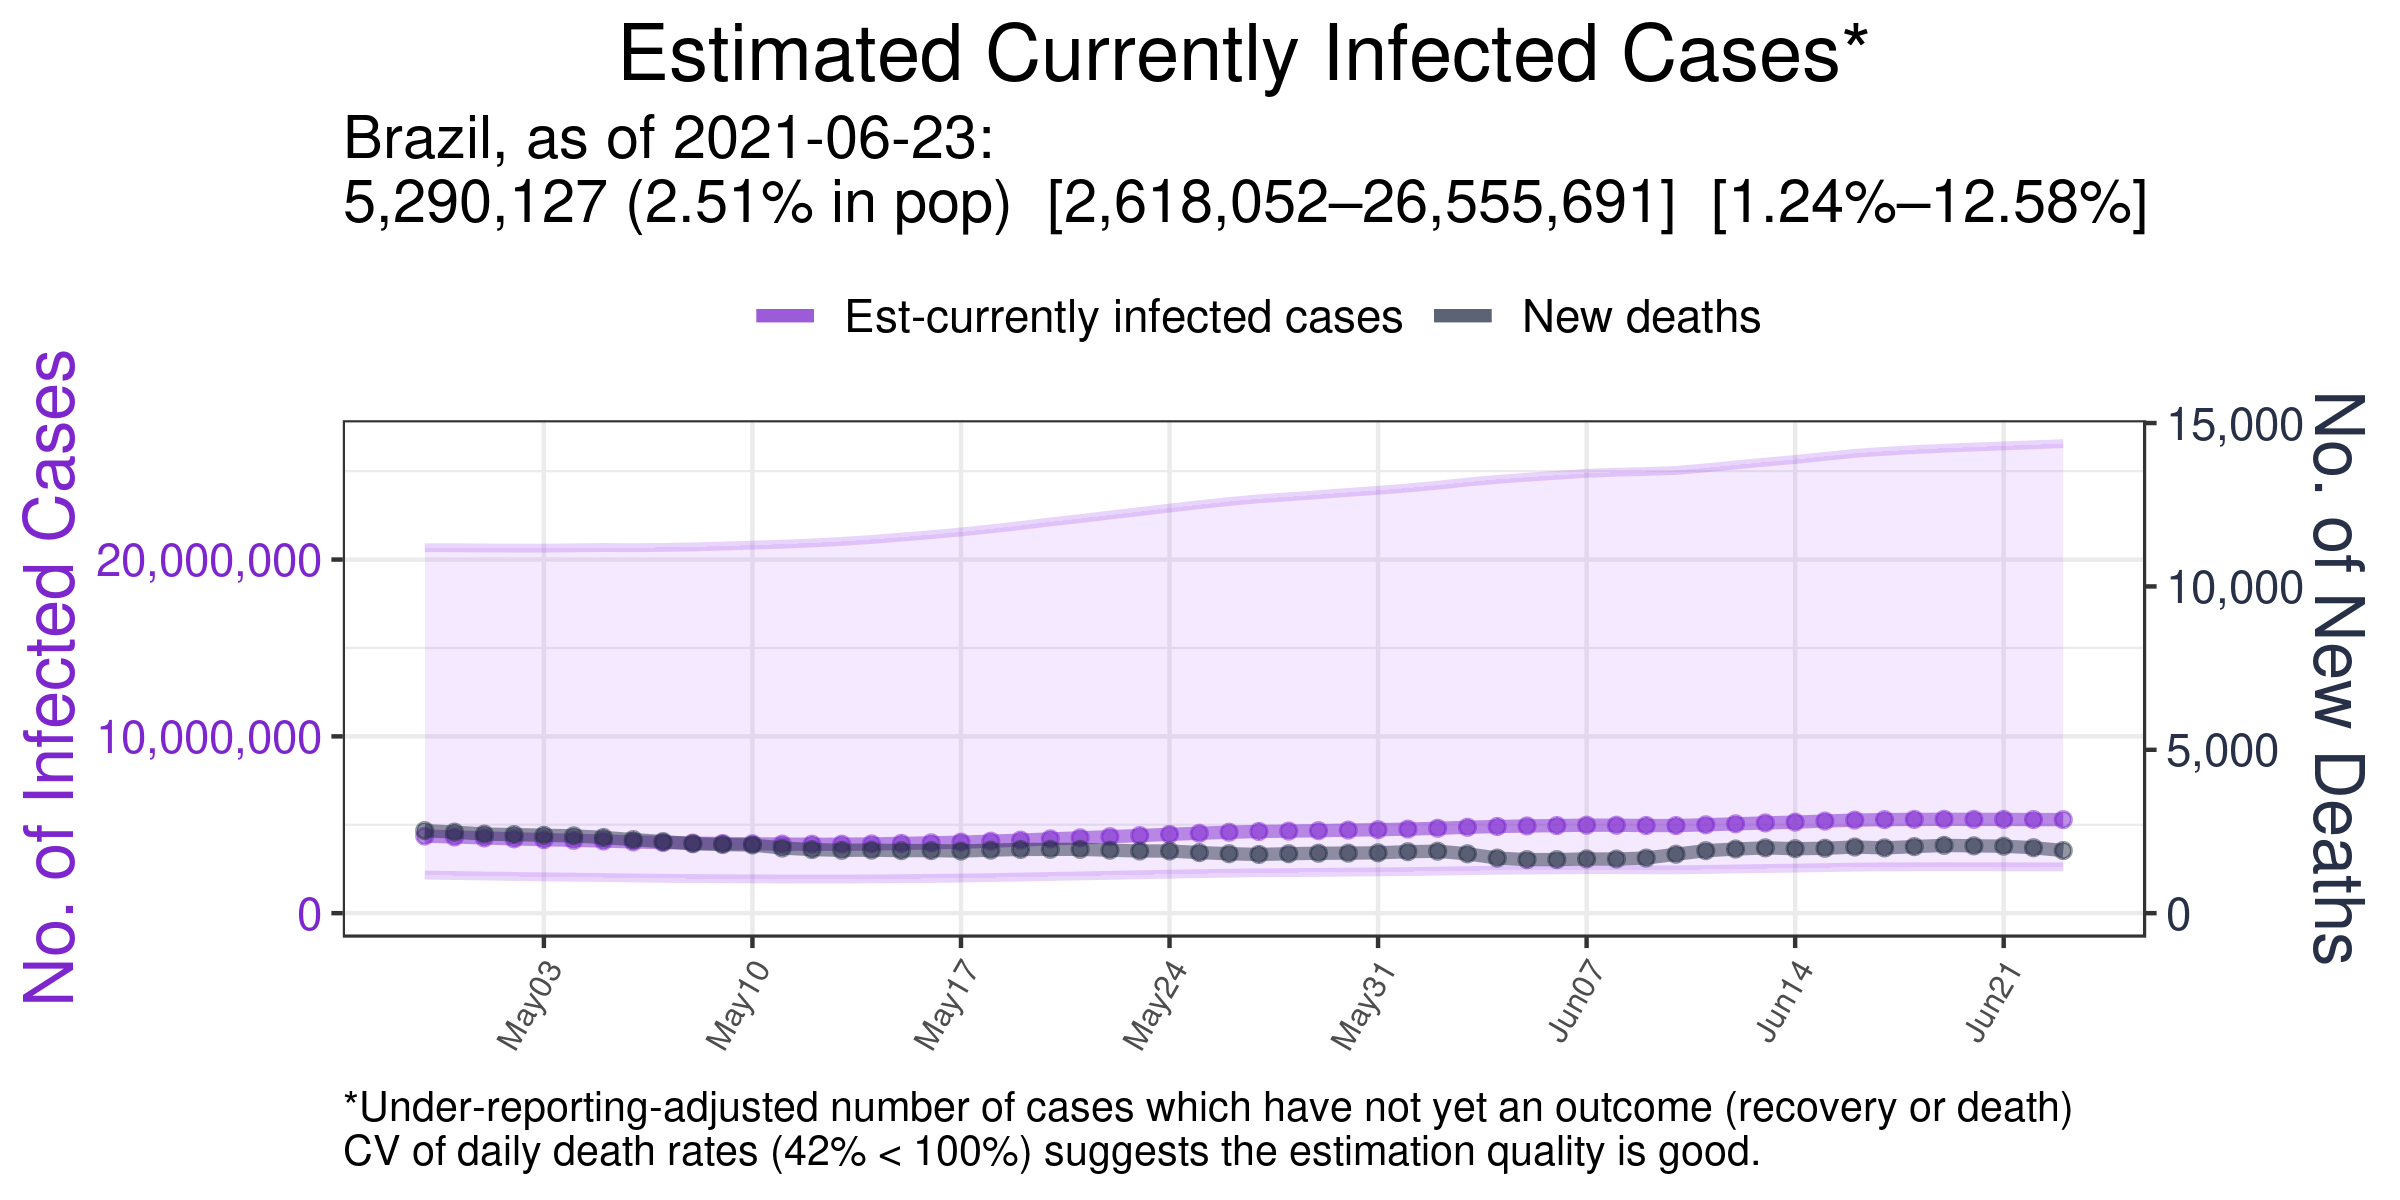 Estimated Currently Infected Cases*
Brazil, as of 2021-06-23:
5,290,127 (2.51% in pop) [2,618,052–26,555,691] [1.24%–12.58%]
Est-currently infected cases New deaths
No. of Infected Cases
20,000,000
10,000,000
0
15,000
10,000
5,000
0
No. of New Deaths
May03 May10 May17 May24 May31 Jun07 Jun14 Jun21
*Under-reporting-adjusted number of cases which have not yet an outcome (recovery or death)
CV of daily death rates (42% < 100%) suggests the estimation quality is good.